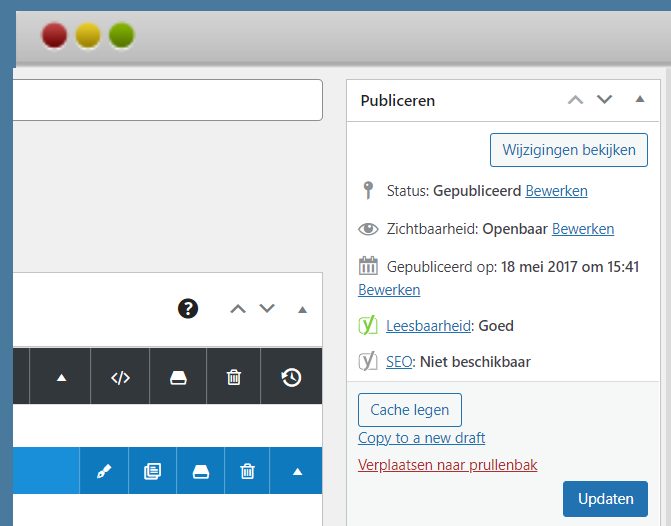 Publiceren
Wijzigingen bekijken
Status: Gepubliceerd Bewerken
Zichtbaarheid: Openbaar Bewerken
Gepubliceerd op: 18 mei 2017 om 15:41
Bewerken
Leesbaarheid: Goed
SEO: Niet beschikbaar
Cache legen
Copy to a new draft
Verplaatsen naar prullenbak
Updaten